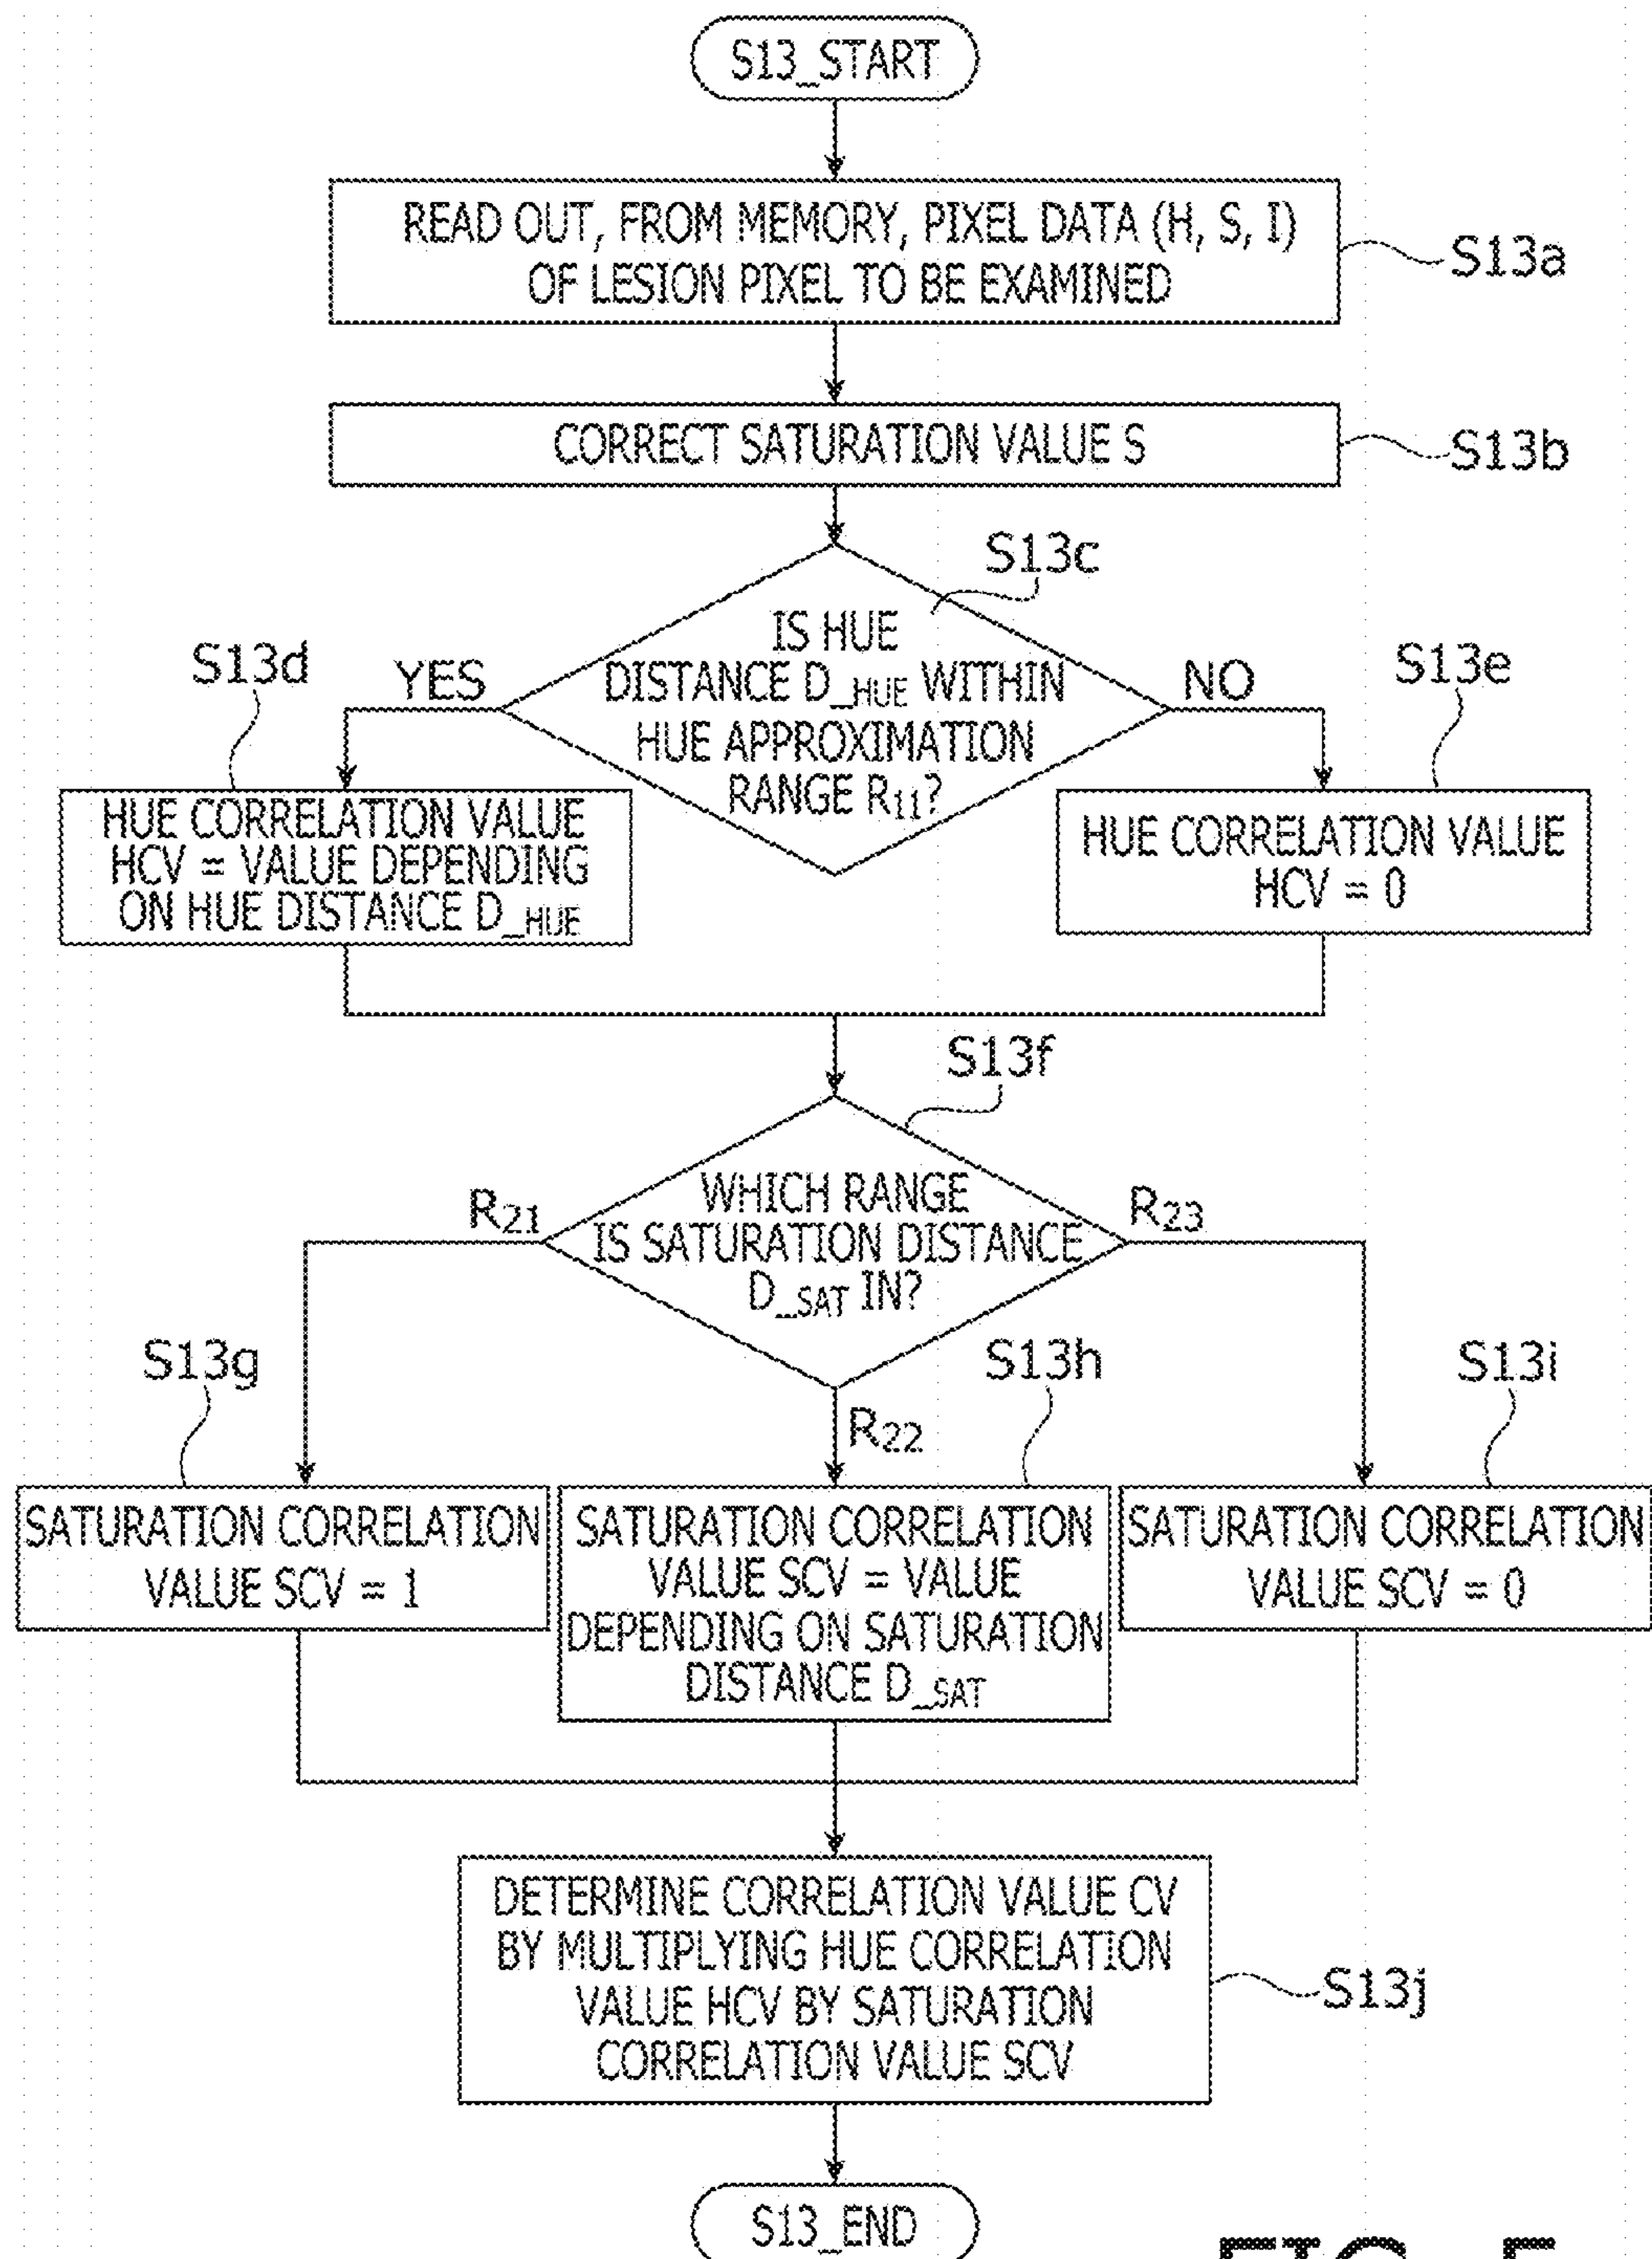 S13_START
READ OUT, FROM MEMORY, PIXEL DATA (H, S, I)
OF LESION PIXEL TO BE EXAMINED
S13a
CORRECT SATURATION VALUE S
S13b
S13c
IS HUE
DISTANCE D_HUE WITHIN
HUE APPROXIMATION
RANGE R11?
S13d
YES
NO
S13e
HUE CORRELATION VALUE
HCV = VALUE DEPENDING
ON HUE DISTANCE D_HUE
HUE CORRELATION VALUE
HCV = 0
S13f
WHICH RANGE
IS SATURATION DISTANCE
D_SAT IN?
R21
R23
R22
S13g
S13h
S13i
SATURATION CORRELATION
VALUE SCV = 1
SATURATION CORRELATION
VALUE SCV = VALUE
DEPENDING ON SATURATION
DISTANCE D_SAT
SATURATION CORRELATION
VALUE SCV = 0
DETERMINE CORRELATION VALUE CV
BY MULTIPLYING HUE CORRELATION
VALUE HCV BY SATURATION
CORRELATION VALUE SCV
S13j
S13_END